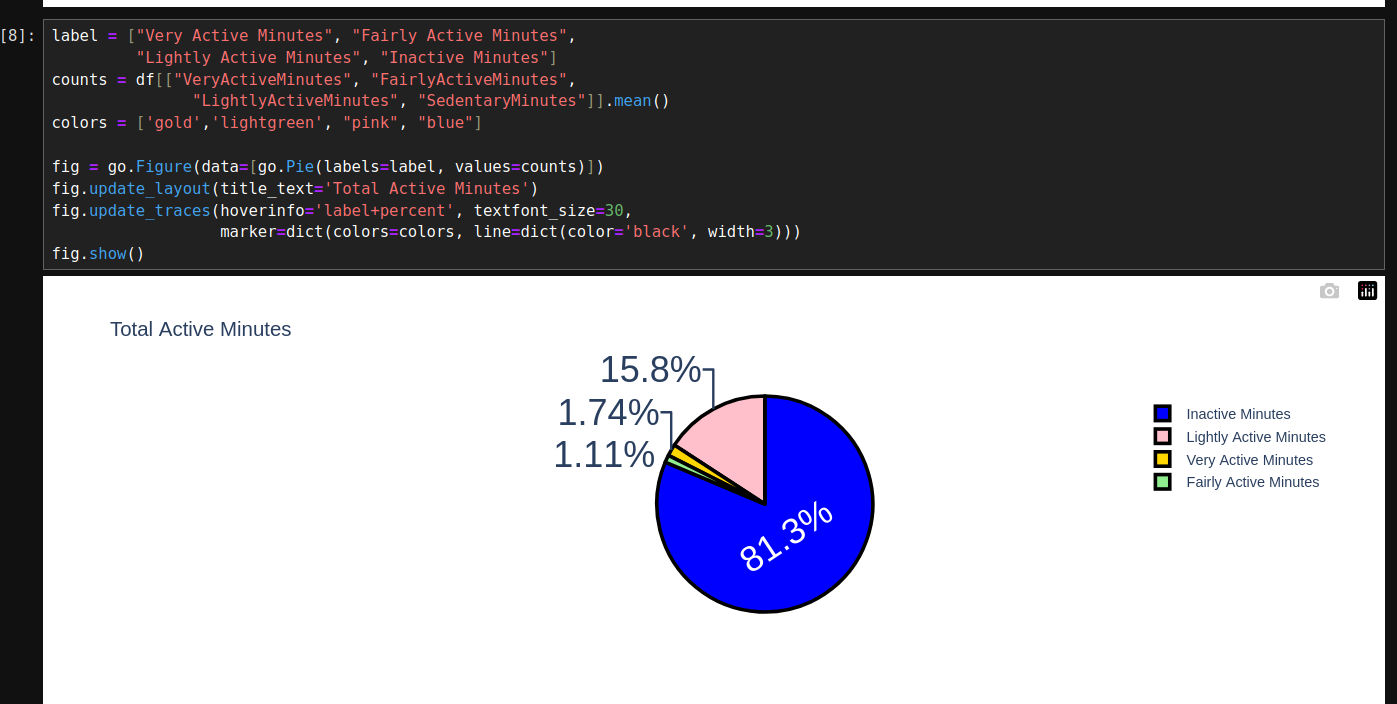 [8]: label = ["Very Active Minutes", "Fairly Active Minutes",
         "Lightly Active Minutes", "Inactive Minutes"]
counts = df[["VeryActiveMinutes", "FairlyActiveMinutes",
               "LightlyActiveMinutes", "SedentaryMinutes"]].mean()
colors = ['gold','lightgreen', "pink", "blue"]

fig = go.Figure(data=[go.Pie(labels=label, values=counts)])
fig.update_layout(title_text='Total Active Minutes')
fig.update_traces(hoverinfo='label+percent', textfont_size=30,
                  marker=dict(colors=colors, line=dict(color='black', width=3)))
fig.show()
Total Active Minutes
15.8%
1.74%
1.11%
81.3%
Inactive Minutes
Lightly Active Minutes
Very Active Minutes
Fairly Active Minutes